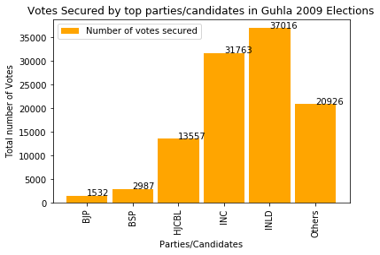 Votes Secured by top parties/candidates in Guhla 2009 Elections
Number of votes secured
Total number of Votes
35000
30000
25000
20000
15000
10000
5000
0
1532
2987
13557
31763
37016
20926
BJP
BSP
HJCBL
INC
INLD
Others
Parties/Candidates